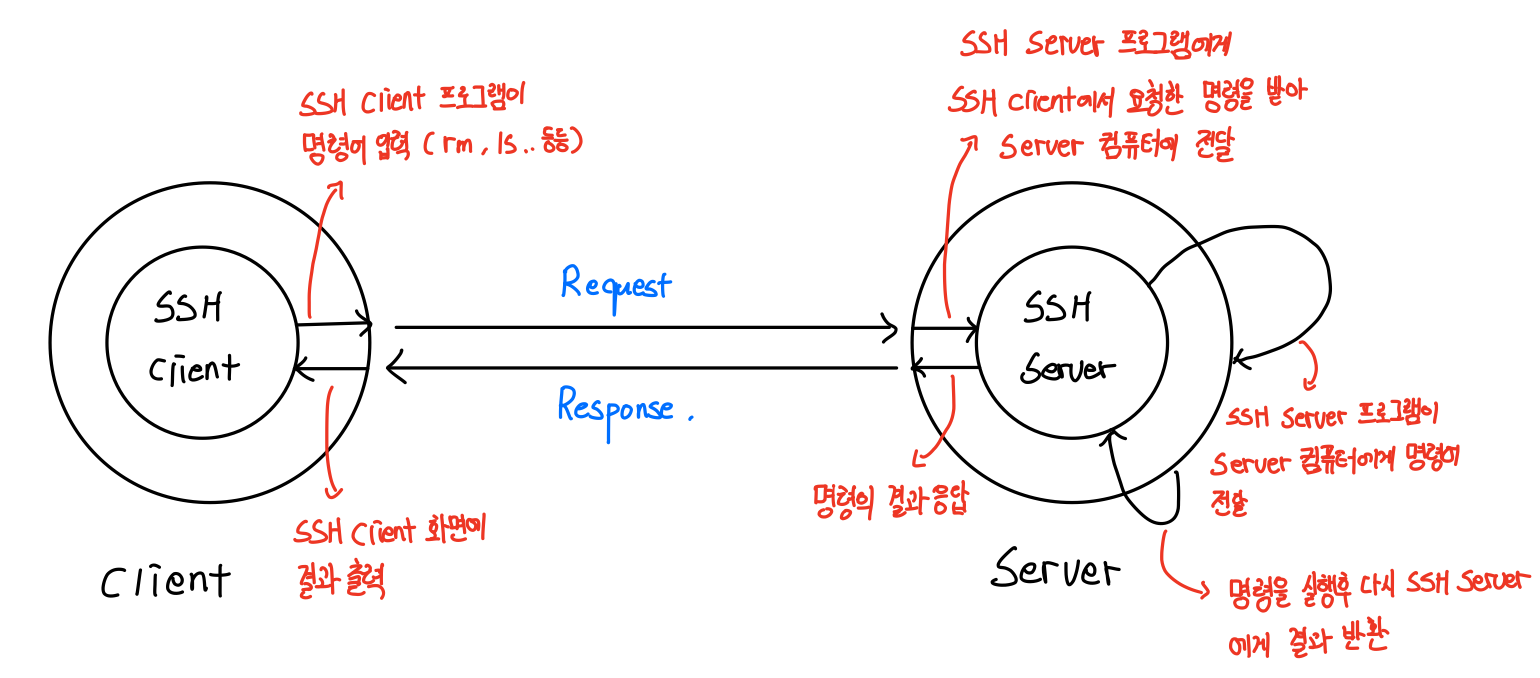 SSH Server 프로그램에게
SSH Client에서 요청한 명령을 받아
Server 컴퓨터에 전달
SSH Client 프로그램이
명령어 입력 (rm, ls.. 등등)
SSH
Client
Request
Response.
SSH
Server
SSH Server 프로그램이
Server 컴퓨터에게 명령어
전달
명령의 결과 응답
SSH Client 화면에
결과 출력
Client
Server
명령을 실행후 다시 SSH Server
에게 결과 반환